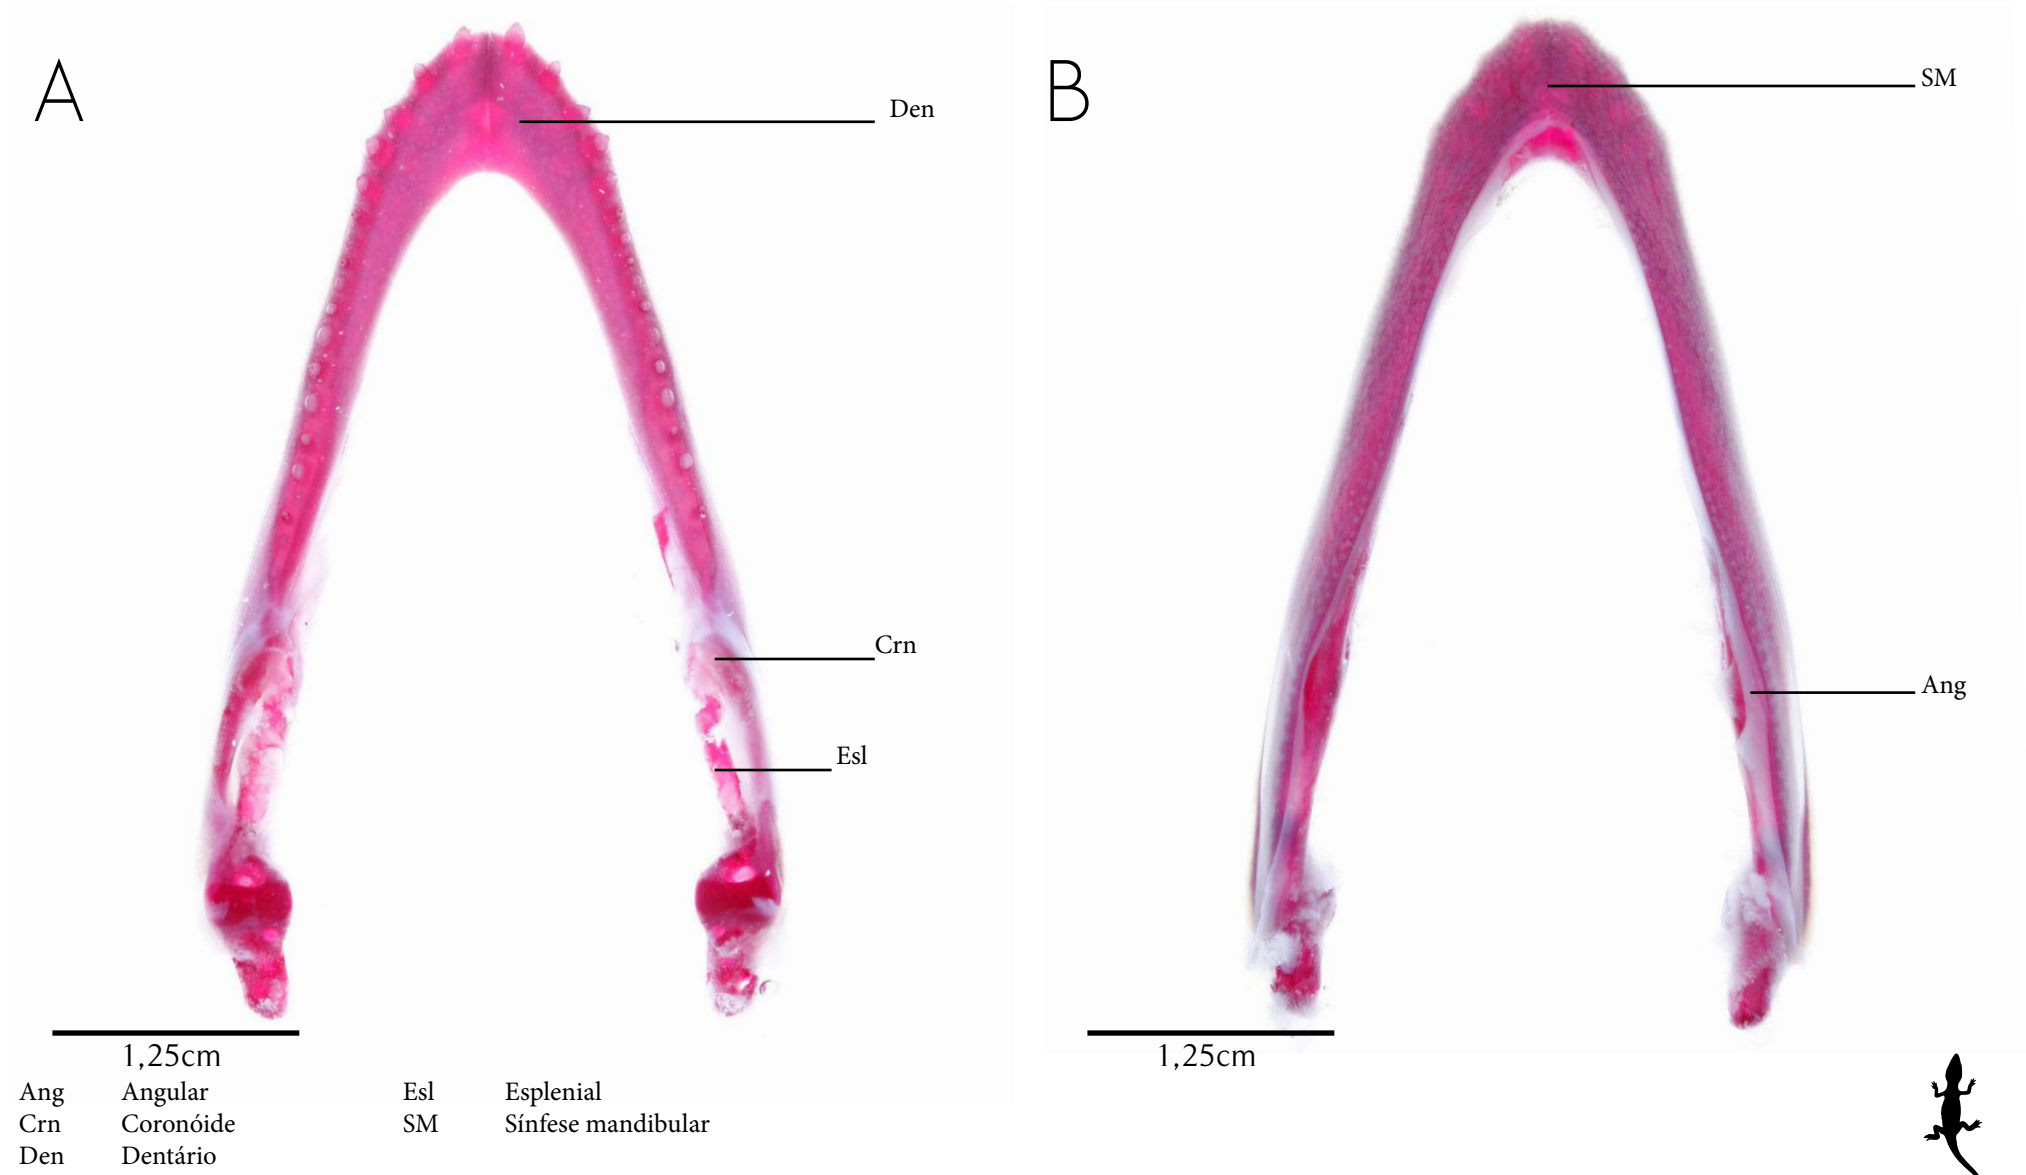 A
Den
Crn
Esl
1,25cm
B
SM
Ang
1,25cm
Ang Angular
Crn Coronóide
Den Dentário
Esl Esplenial
SM Sínfese mandibular